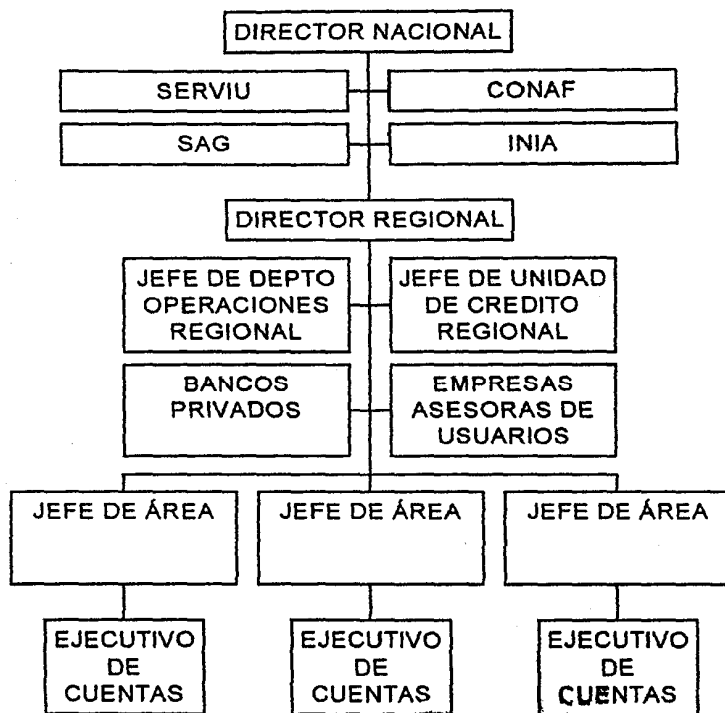 DIRECTOR NACIONAL
SERVIU
CONAF
SAG
INIA
DIRECTOR REGIONAL
JEFE DE DEPTO
OPERACIONES
REGIONAL
JEFE DE UNIDAD
DE CREDITO
REGIONAL
BANCOS
PRIVADOS
EMPRESAS
ASESORAS DE
USUARIOS
JEFE DE ÁREA
JEFE DE ÁREA
JEFE DE ÁREA
EJECUTIVO
DE
CUENTAS
EJECUTIVO
DE
CUENTAS
EJECUTIVO
DE
CUENTAS